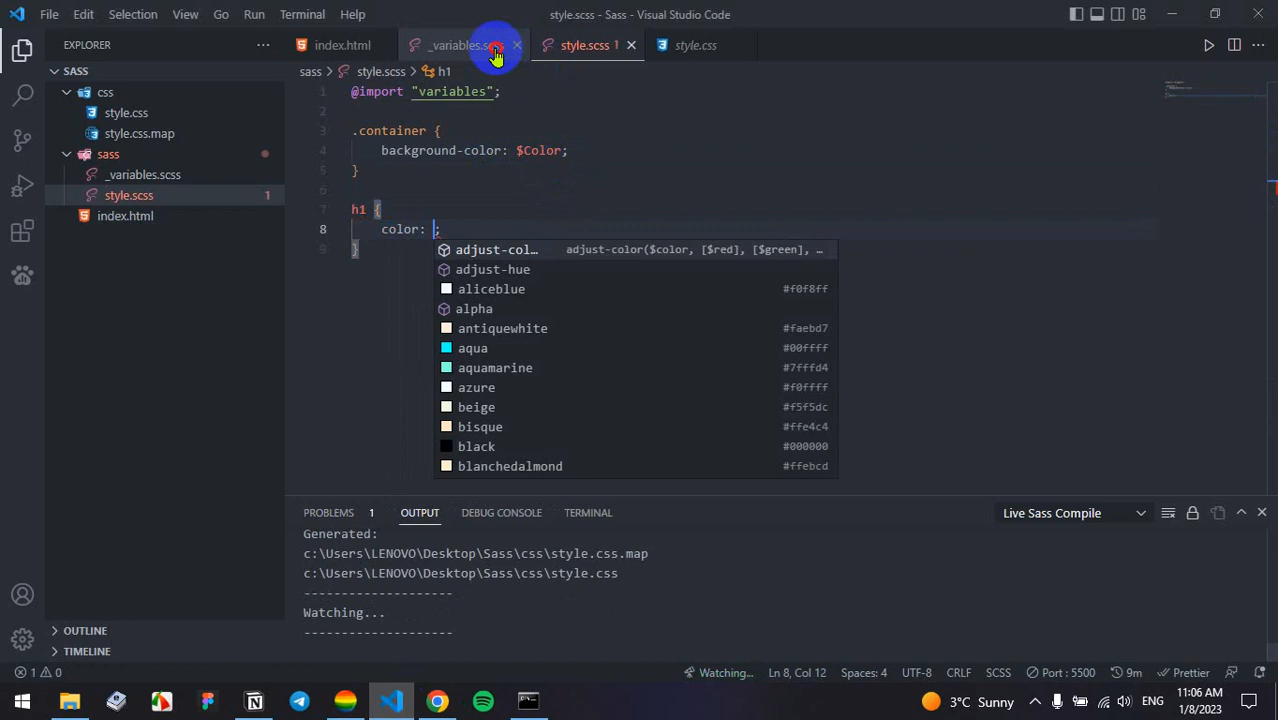 File Edit Selection View Go Run Terminal Help style.scss - Sass - Visual Studio Code
EXPLORER
index.html _variables.scss style.scss 1 style.css
SASS
css
style.css
style.css.map
sass
_variables.scss
style.scss 1
index.html
sass style.scss h1
1 @import "variables";
2
3 .container {
4 background-color: $Color;
5 }
6
7 h1 {
8 color: ;
9 }
adjust-col… adjust-color($color, [$red], [$green], …
adjust-hue
aliceblue #f0f8ff
alpha
antiquewhite #faebd7
aqua #00ffff
aquamarine #7fffd4
azure #f0ffff
beige #f5f5dc
bisque #ffe4c4
black #000000
blanchedalmond #ffebcd
PROBLEMS 1 OUTPUT DEBUG CONSOLE TERMINAL Live Sass Compile
Generated:
c:\Users\LENOVO\Desktop\Sass\css\style.css.map
c:\Users\LENOVO\Desktop\Sass\css\style.css
--------------------
Watching...
--------------------
OUTLINE
TIMELINE
1 0 Watching... Ln 8, Col 12 Spaces: 4 UTF-8 CRLF SCSS Port : 5500 9m Prettier
3°C Sunny ENG 11:06 AM
1/8/2023